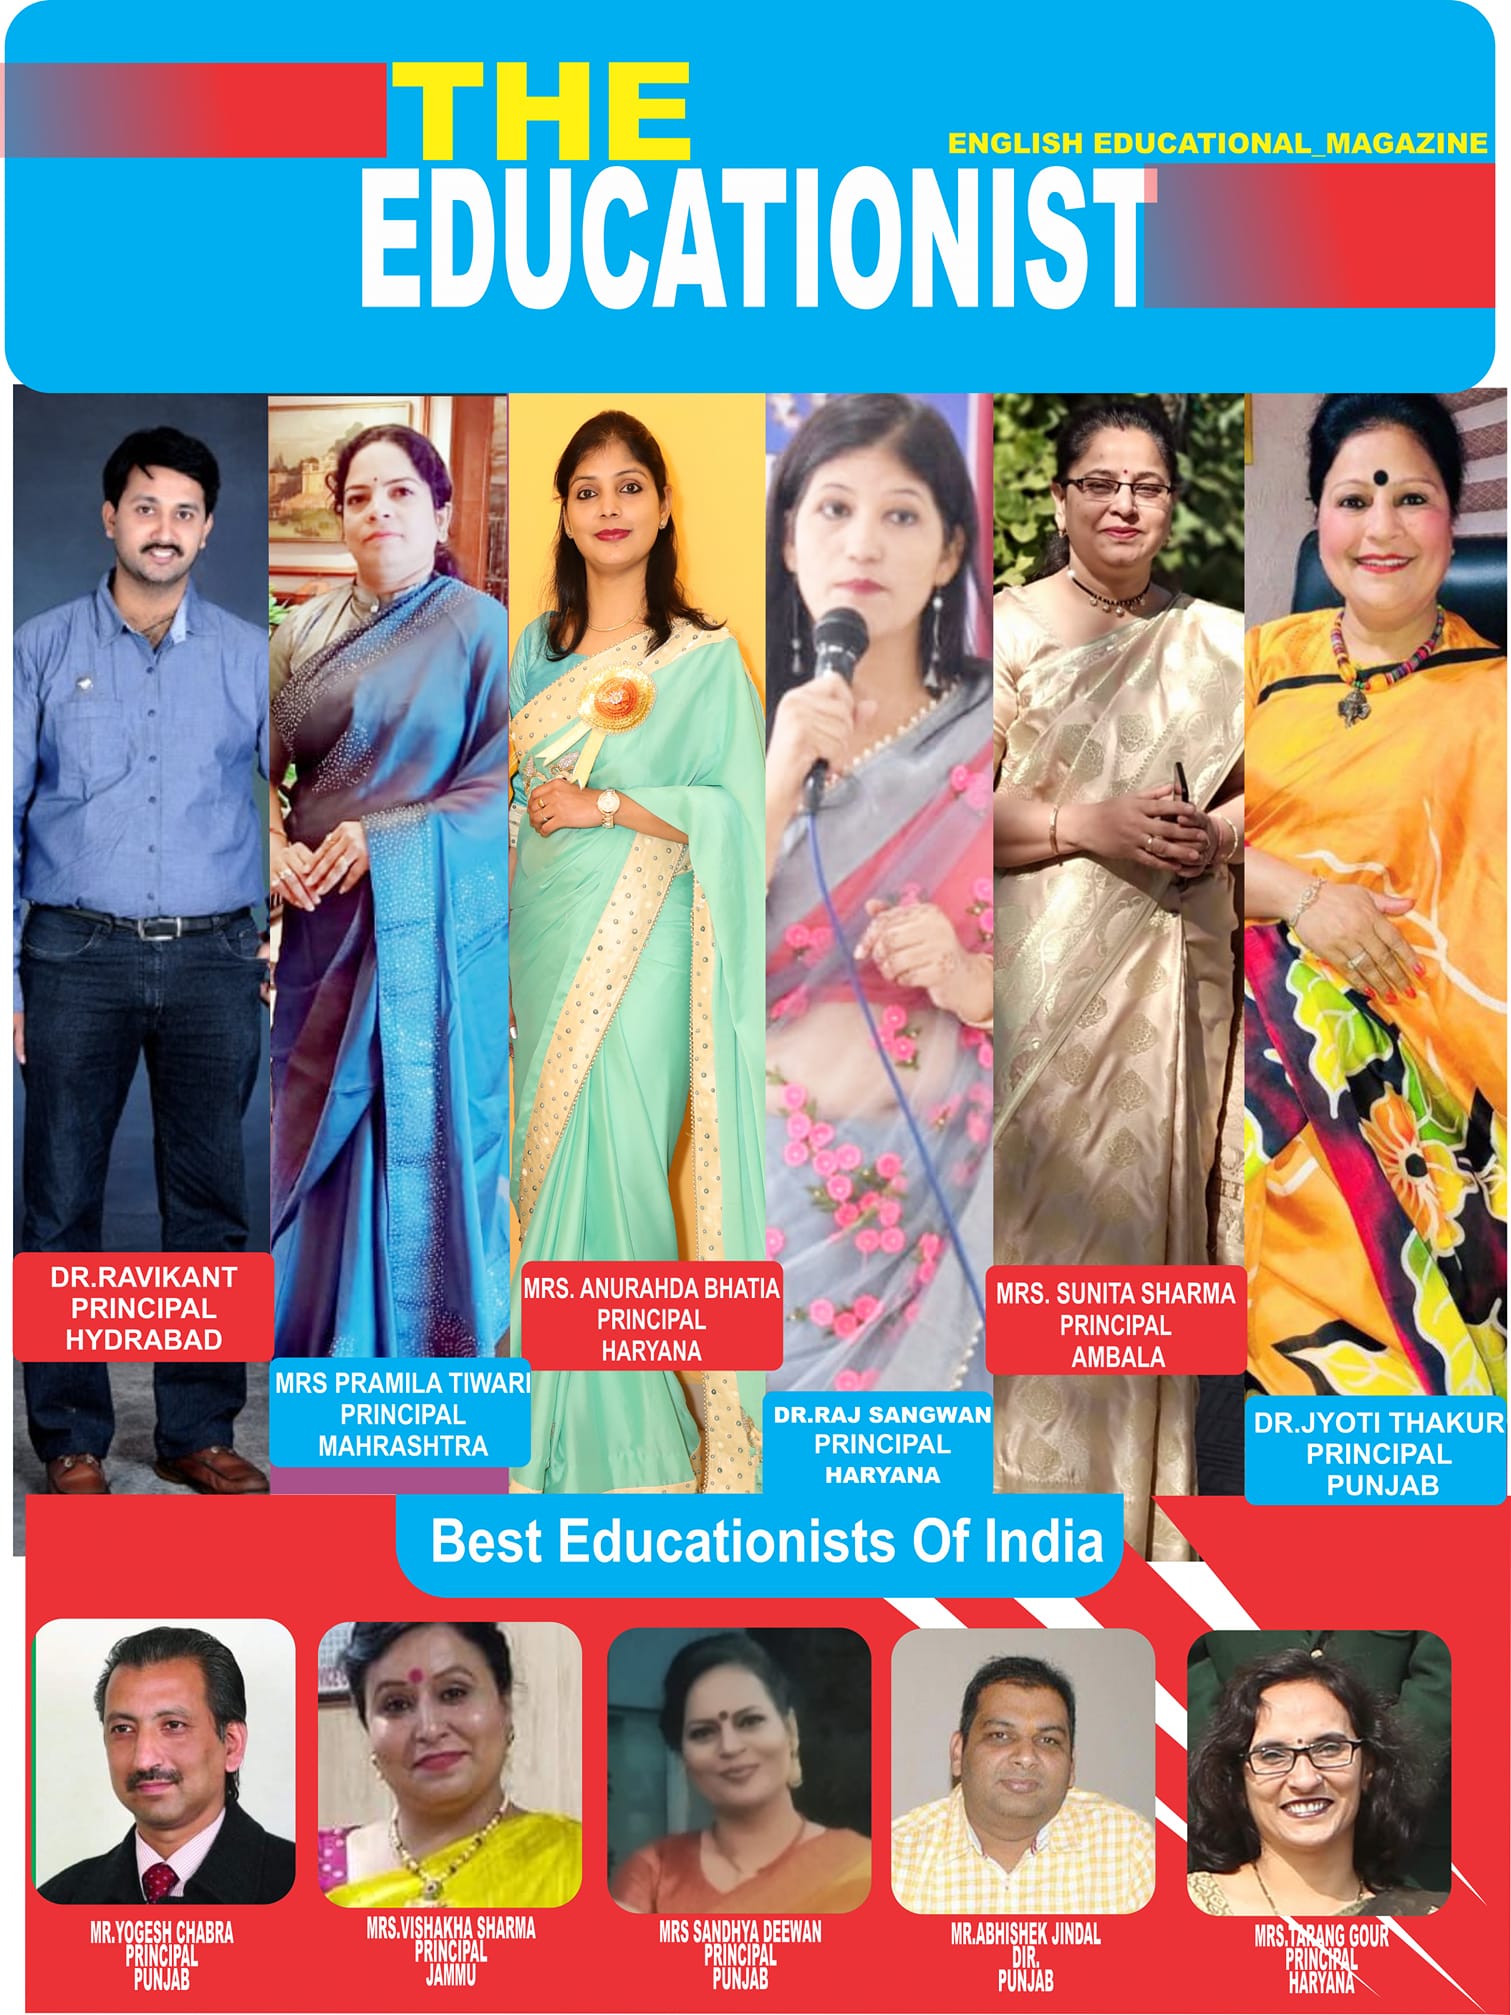 THE
ENGLISH EDUCATIONAL_MAGAZINE
EDUCATIONIST
DR.RAVIKANT
PRINCIPAL
HYDRABAD
MRS PRAMILA TIWARI
PRINCIPAL
MAHRASHTRA
MRS. ANURAHDA BHATIA
PRINCIPAL
HARYANA
DR.RAJ SANGWAN
PRINCIPAL
HARYANA
MRS. SUNITA SHARMA
PRINCIPAL
AMBALA
DR.JYOTI THAKUR
PRINCIPAL
PUNJAB
Best Educationists Of India
MR.YOGESH CHABRA
PRINCIPAL
PUNJAB
MRS.VISHAKHA SHARMA
PRINCIPAL
JAMMU
MRS SANDHYA DEEWAN
PRINCIPAL
PUNJAB
MR.ABHISHEK JINDAL
DIR.
PUNJAB
MRS.TARANG GOUR
PRINCIPAL
HARYANA